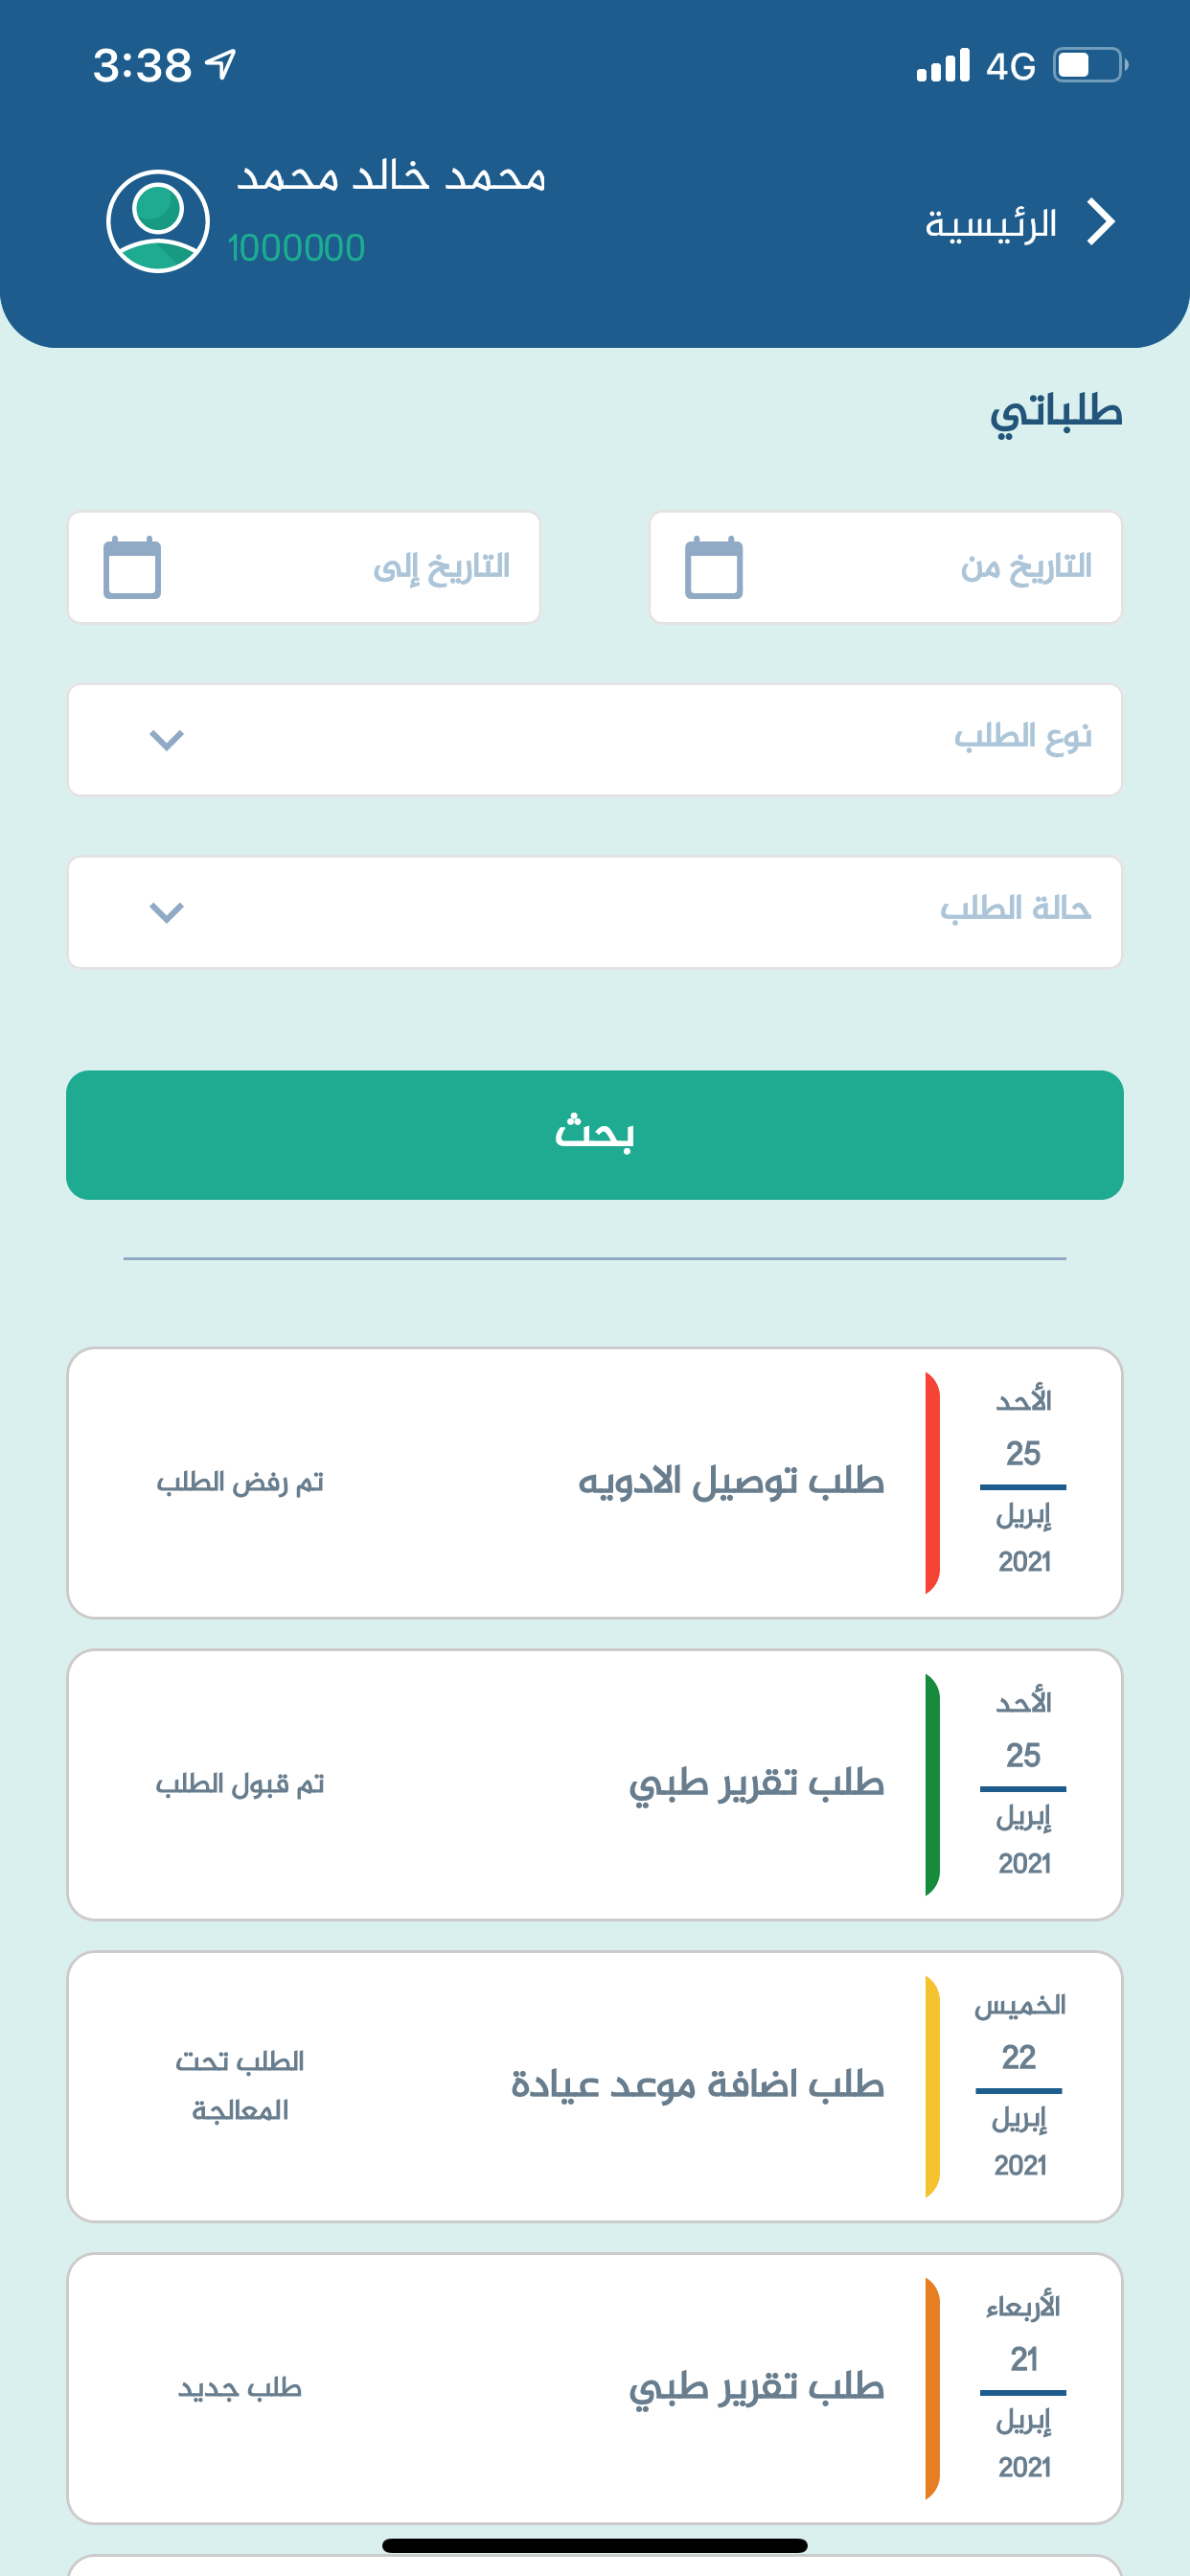 3:38
4G
الرئيسية
محمد خالد محمد
1000000
طلباتي
التاريخ من
التاريخ إلى
نوع الطلب
حالة الطلب
بحث
الأحد
25
إبريل
2021
طلب توصيل الادويه
تم رفض الطلب
الأحد
25
إبريل
2021
طلب تقرير طبي
تم قبول الطلب
الخميس
22
إبريل
2021
طلب اضافة موعد عيادة
الطلب تحت
المعالجة
الأربعاء
21
إبريل
2021
طلب تقرير طبي
طلب جديد